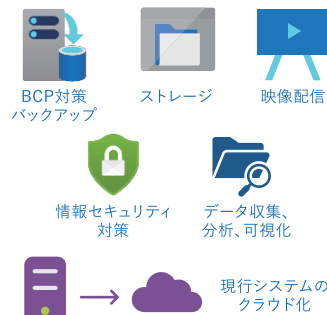 BCP対策
バックアップ
ストレージ
映像配信
情報セキュリティ
対策
データ収集、
分析、可視化
現行システムの
クラウド化